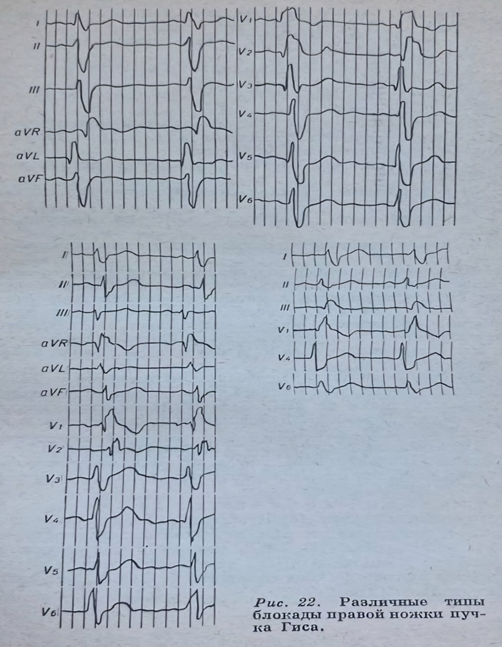 I
II
III
aVR
aVL
aVF
V1
V2
V3
V4
V5
V6
II
II
III
aVR
aVL
aVF
V1
V2
V3
V4
V5
V6
I
II
III
V1
V4
V6
Рис. 22. Различные типы
блокады правой ножки пуч-
ка Гиса.